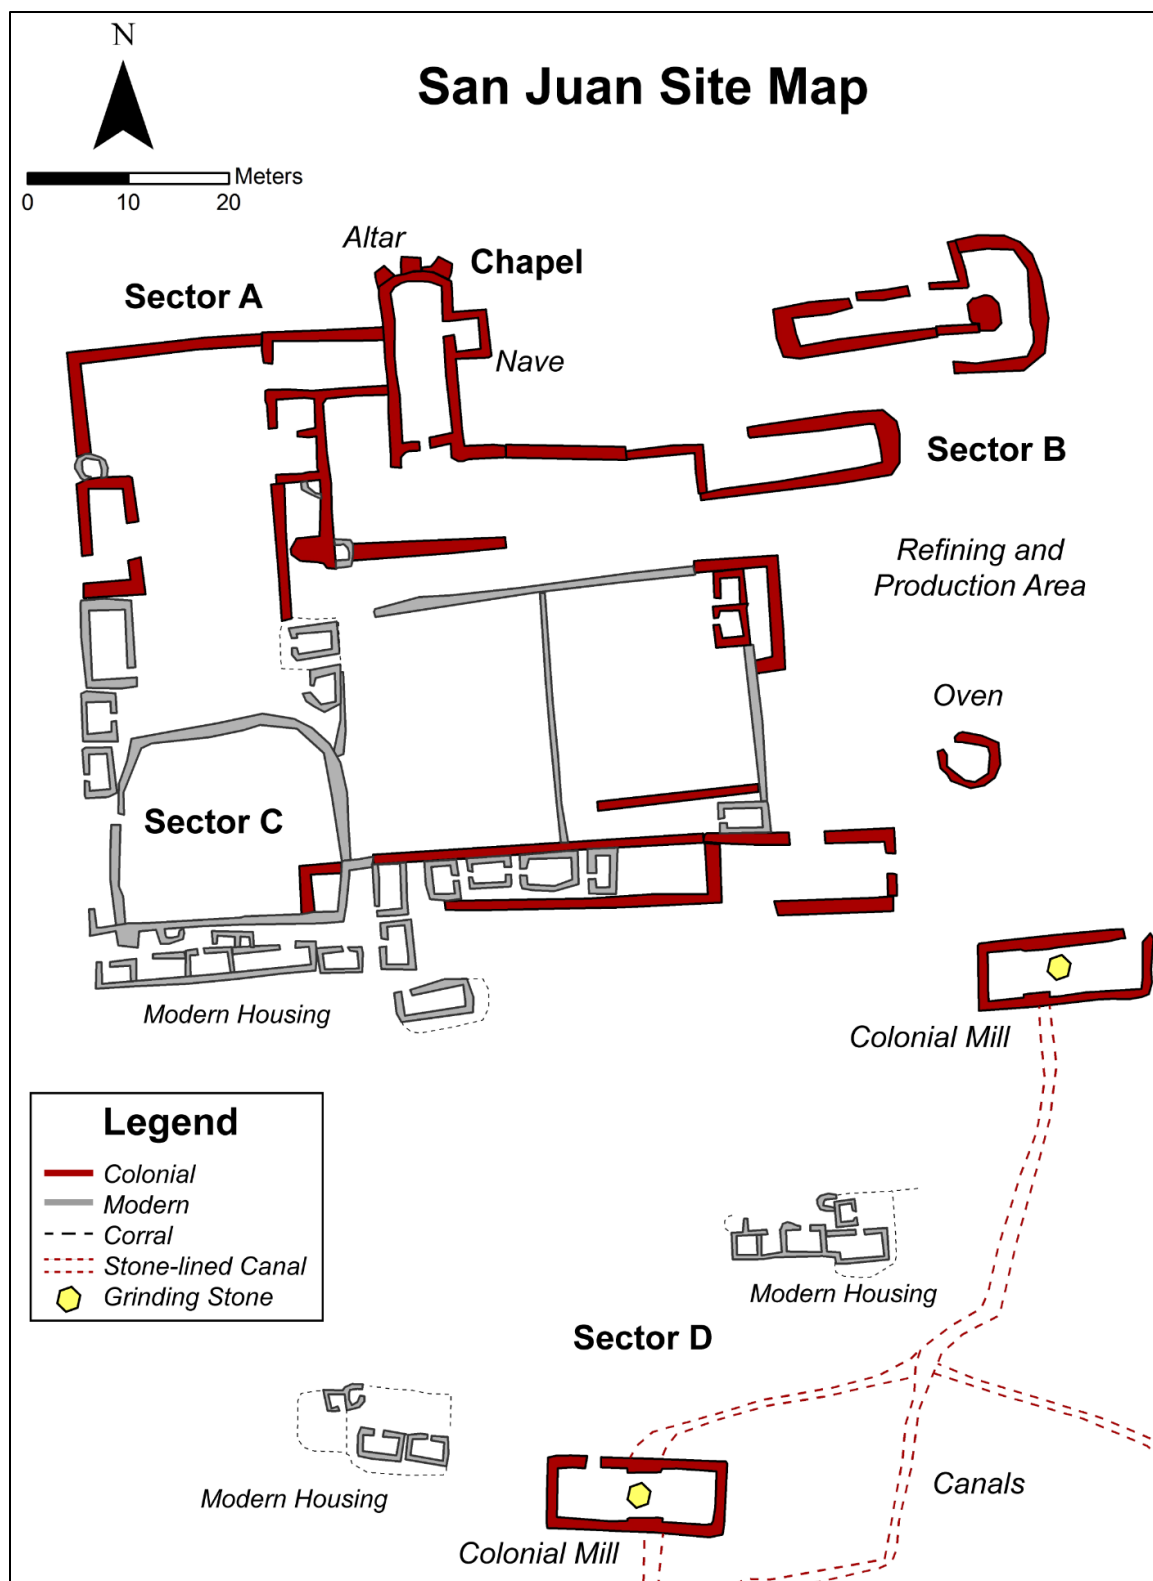 N
San Juan Site Map
Meters
0 10 20
Altar
Chapel
Sector A
Nave
Sector B
Refining and
Production Area
Oven
Sector C
Modern Housing
Colonial Mill
Legend
Colonial
Modern
Corral
Stone-lined Canal
Grinding Stone
Modern Housing
Sector D
Modern Housing
Canals
Colonial Mill